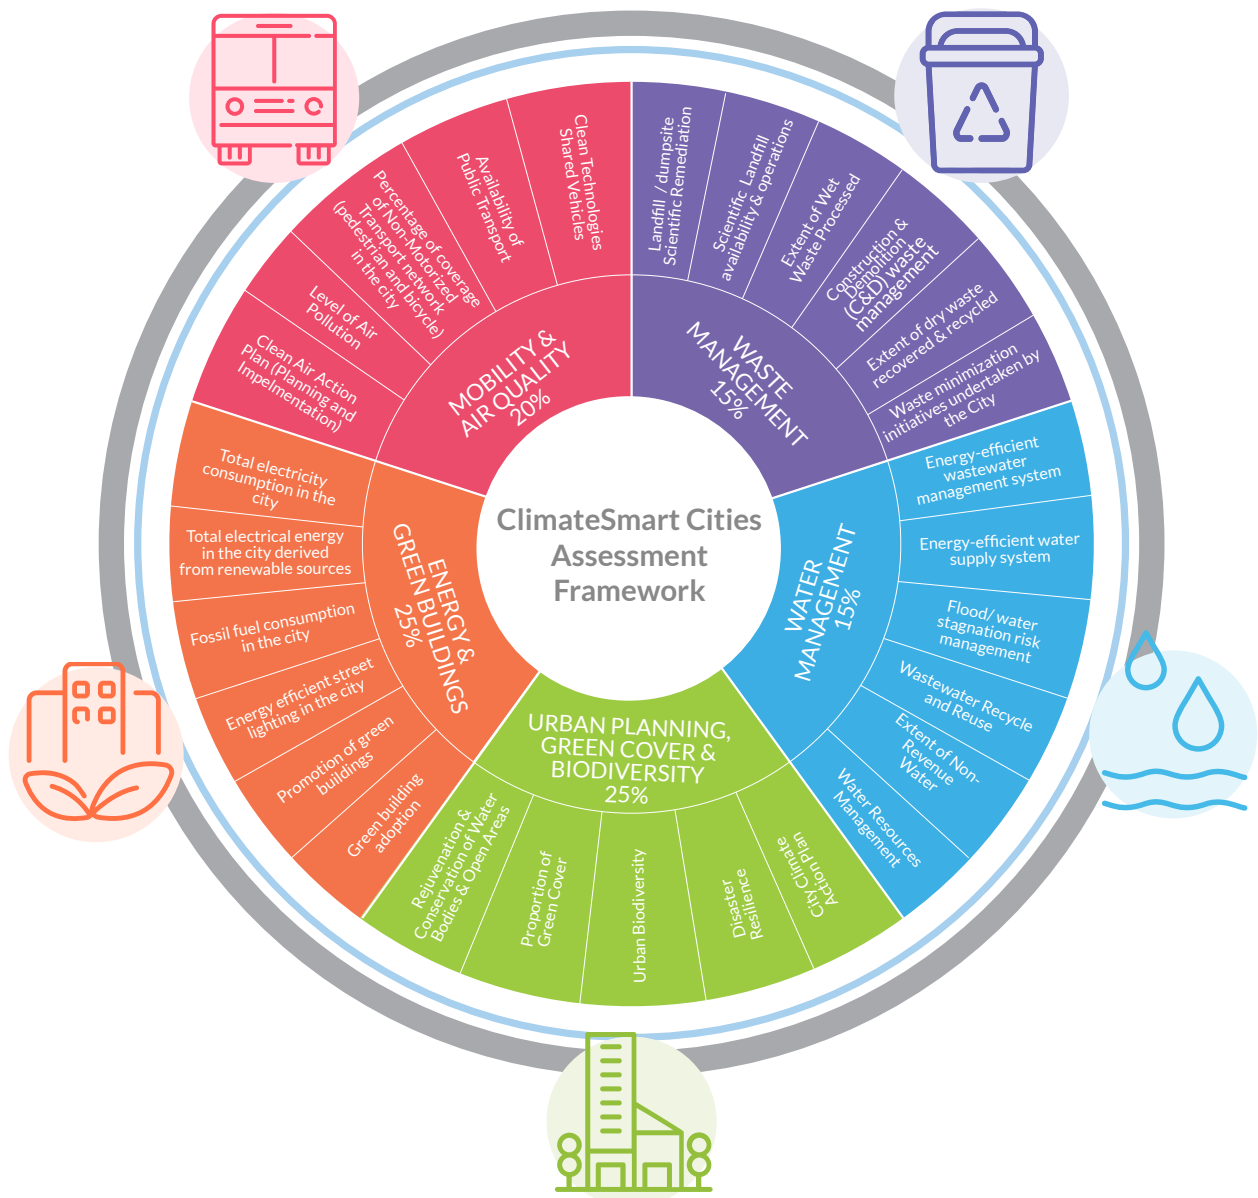 ClimateSmart Cities
Assessment
Framework
MOBILITY &
AIR QUALITY
20%
Clean Air Action
Plan (Planning and
Impelmentation)
Level of Air
Pollution
Percentage of coverage
of Non-Motorized
Transport network
(pedestrian and bicycle)
in the city
Availability of
Public Transport
Clean Technologies
Shared Vehicles
WASTE
MANAGEMENT
15%
Landfill / dumpsite
Scientific Remediation
Scientific Landfill
availability & operations
Extent of Wet
Waste Processed
Construction &
Demolition
(C&D) waste
management
Extent of dry waste
recovered & recycled
Waste minimization
initiatives undertaken by
the City
WATER
MANAGEMENT
15%
Energy-efficient
wastewater
management system
Energy-efficient water
supply system
Flood/ water
stagnation risk
management
Wastewater Recycle
and Reuse
Extent of Non-
Revenue
Water
Water Resources
Management
URBAN PLANNING,
GREEN COVER &
BIODIVERSITY
25%
City Climate
Action Plan
Disaster
Resilience
Urban Biodiversity
Proportion of
Green Cover
Rejuvenation &
Conservation of Water
Bodies & Open Areas
ENERGY &
GREEN BUILDINGS
25%
Green building
adoption
Promotion of green
buildings
Energy efficient street
lighting in the city
Fossil fuel consumption
in the city
Total electrical energy
in the city derived
from renewable sources
Total electricity
consumption in the
city